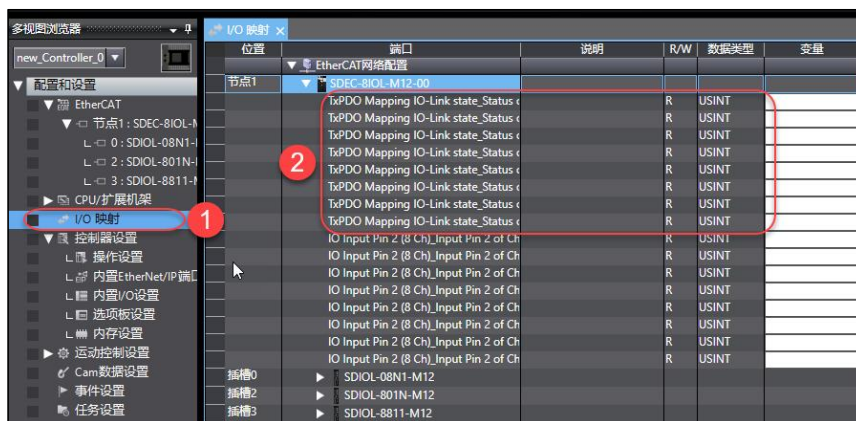 多视图浏览器
new_Controller_0
配置和设置
EtherCAT
节点1 : SDEC-8IOL-M
0 : SDIOL-08N1-
2 : SDIOL-801N-
3 : SDIOL-8811-
CPU/扩展机架
I/O 映射
1
控制器设置
操作设置
内置EtherNet/IP端口
内置I/O设置
选项板设置
内存设置
运动控制设置
Cam数据设置
事件设置
任务设置
I/O 映射
位置 端口 说明 R/W 数据类型 变量
EtherCAT网络配置
节点1 SDEC-8IOL-M12-00
2
TxPDO Mapping IO-Link state_Status R USINT
TxPDO Mapping IO-Link state_Status R USINT
TxPDO Mapping IO-Link state_Status R USINT
TxPDO Mapping IO-Link state_Status R USINT
TxPDO Mapping IO-Link state_Status R USINT
TxPDO Mapping IO-Link state_Status R USINT
TxPDO Mapping IO-Link state_Status R USINT
TxPDO Mapping IO-Link state_Status R USINT
IO Input Pin 2 (8 Ch)_Input Pin 2 of Ch R USINT
IO Input Pin 2 (8 Ch)_Input Pin 2 of Ch R USINT
IO Input Pin 2 (8 Ch)_Input Pin 2 of Ch R USINT
IO Input Pin 2 (8 Ch)_Input Pin 2 of Ch R USINT
IO Input Pin 2 (8 Ch)_Input Pin 2 of Ch R USINT
IO Input Pin 2 (8 Ch)_Input Pin 2 of Ch R USINT
IO Input Pin 2 (8 Ch)_Input Pin 2 of Ch R USINT
IO Input Pin 2 (8 Ch)_Input Pin 2 of Ch R USINT
插槽0 SDIOL-08N1-M12
插槽2 SDIOL-801N-M12
插槽3 SDIOL-8811-M12